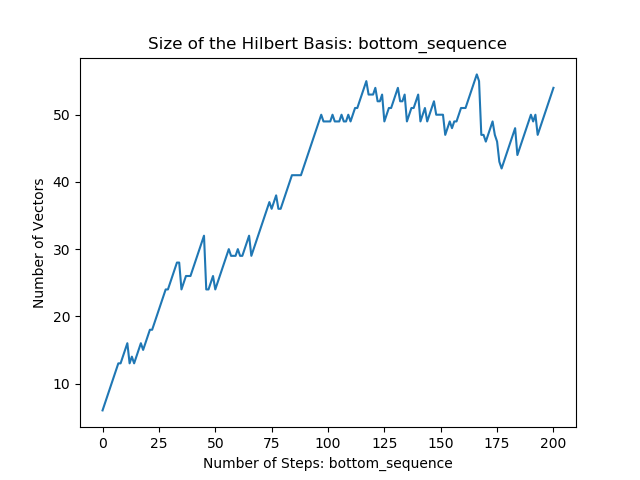 Size of the Hilbert Basis: bottom_sequence
Number of Vectors
50
40
30
20
10
0 25 50 75 100 125 150 175 200
Number of Steps: bottom_sequence